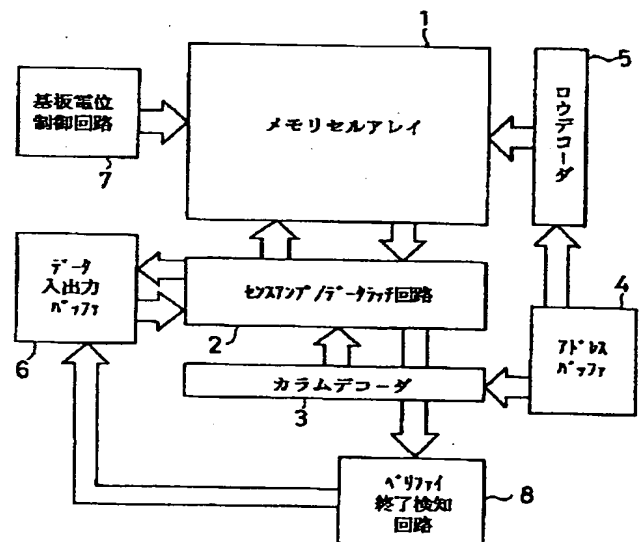 1
5
基板電位
制御回路
7
メモリセルアレイ
ロウデコーダ
データ
入出力
バッファ
6
センスアンプ/データラッチ回路
2
カラムデコーダ
3
4
アドレス
バッファ
ベリファイ
終了検知
回路
8